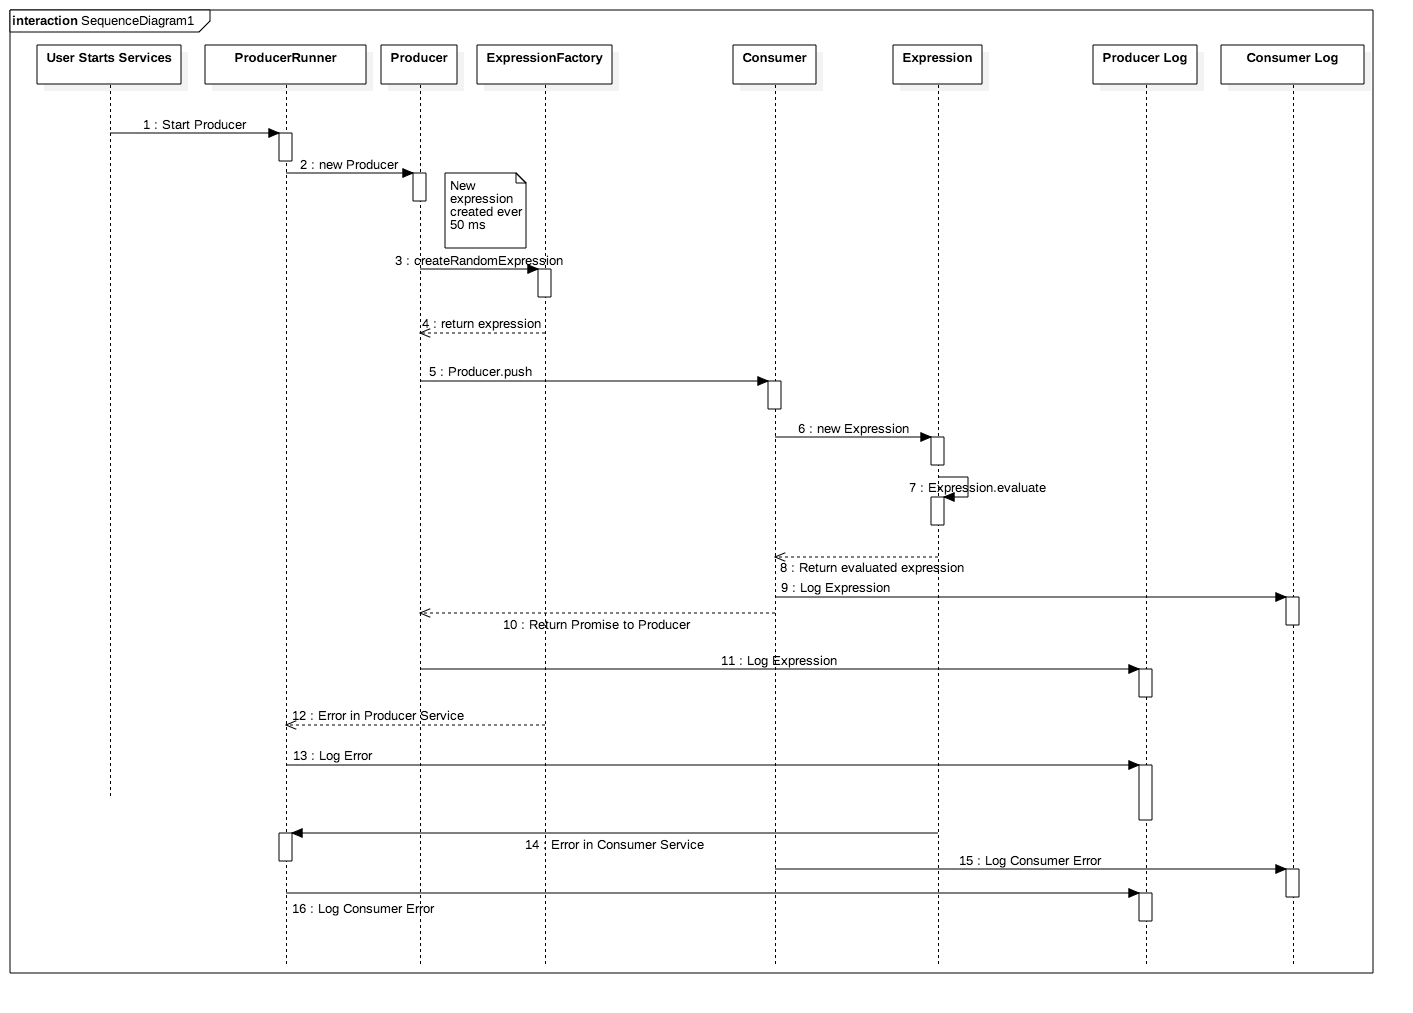 interaction SequenceDiagram1
User Starts Services
ProducerRunner
Producer
ExpressionFactory
Consumer
Expression
Producer Log
Consumer Log
1 : Start Producer
2 : new Producer
New
expression
created ever
50 ms
3 : createRandomExpression
4 : return expression
5 : Producer.push
6 : new Expression
7 : Expression.evaluate
8 : Return evaluated expression
9 : Log Expression
10 : Return Promise to Producer
11 : Log Expression
12 : Error in Producer Service
13 : Log Error
14 : Error in Consumer Service
15 : Log Consumer Error
16 : Log Consumer Error